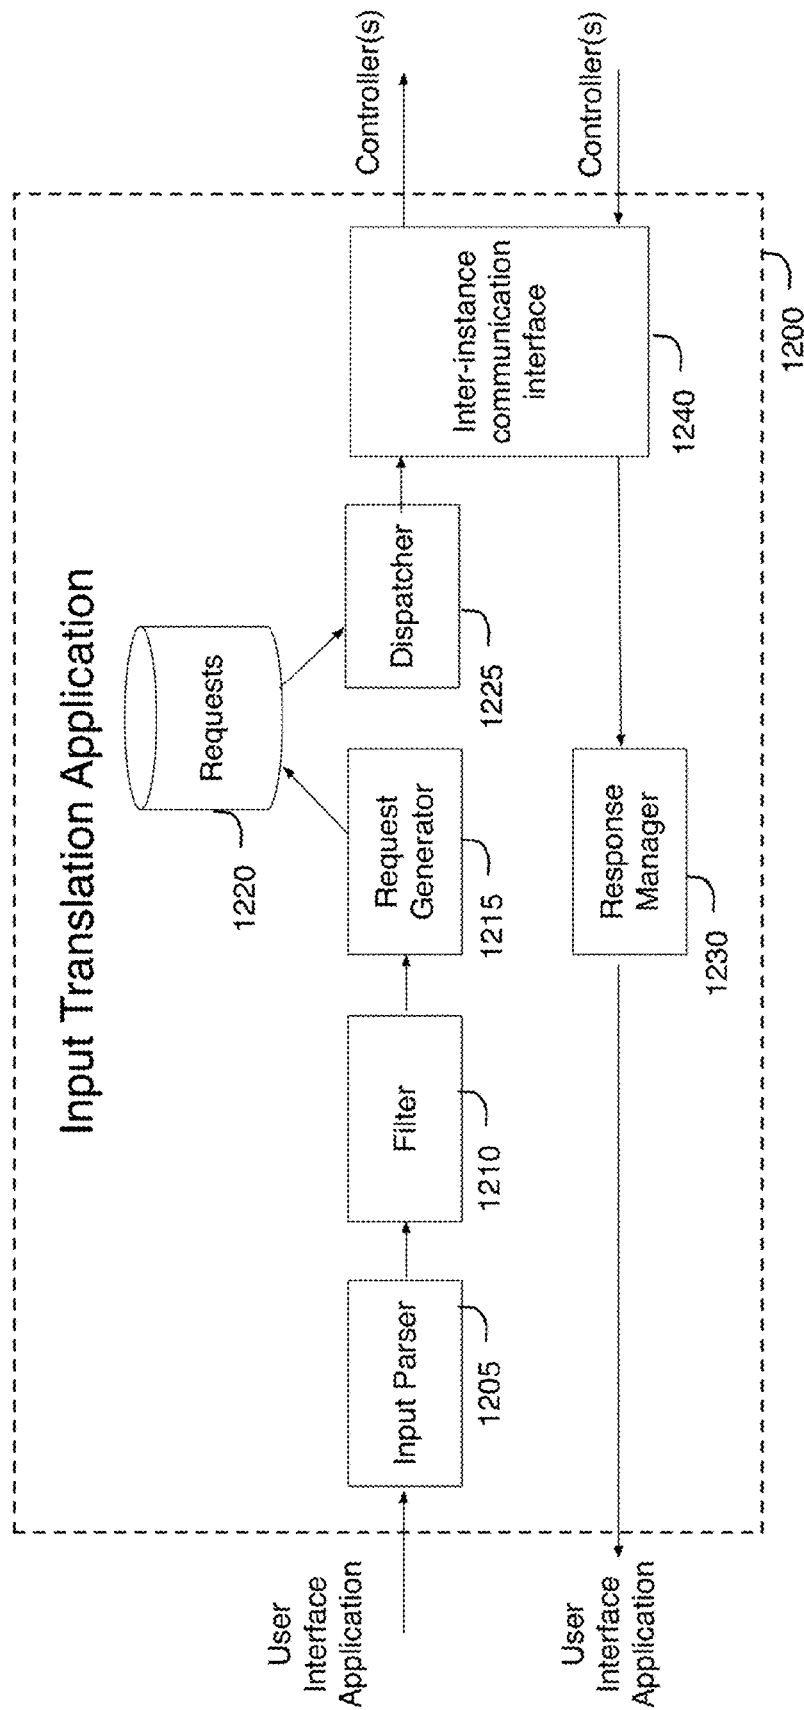 Input Translation Application
User
Interface
Application
Input Parser
1205
Filter
1210
Request
Generator
1215
Requests
1220
Dispatcher
1225
Inter-instance
communication
interface
1240
Controller(s)
Controller(s)
Response
Manager
1230
User
Interface
Application
1200